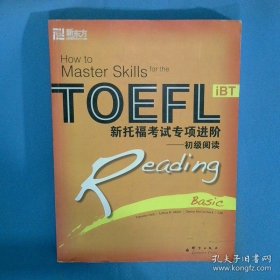 新东方
How to
Master Skills for the
TOEFL iBT
新托福考试专项进阶
——初级阅读
Reading
Basic
孔夫子旧书网